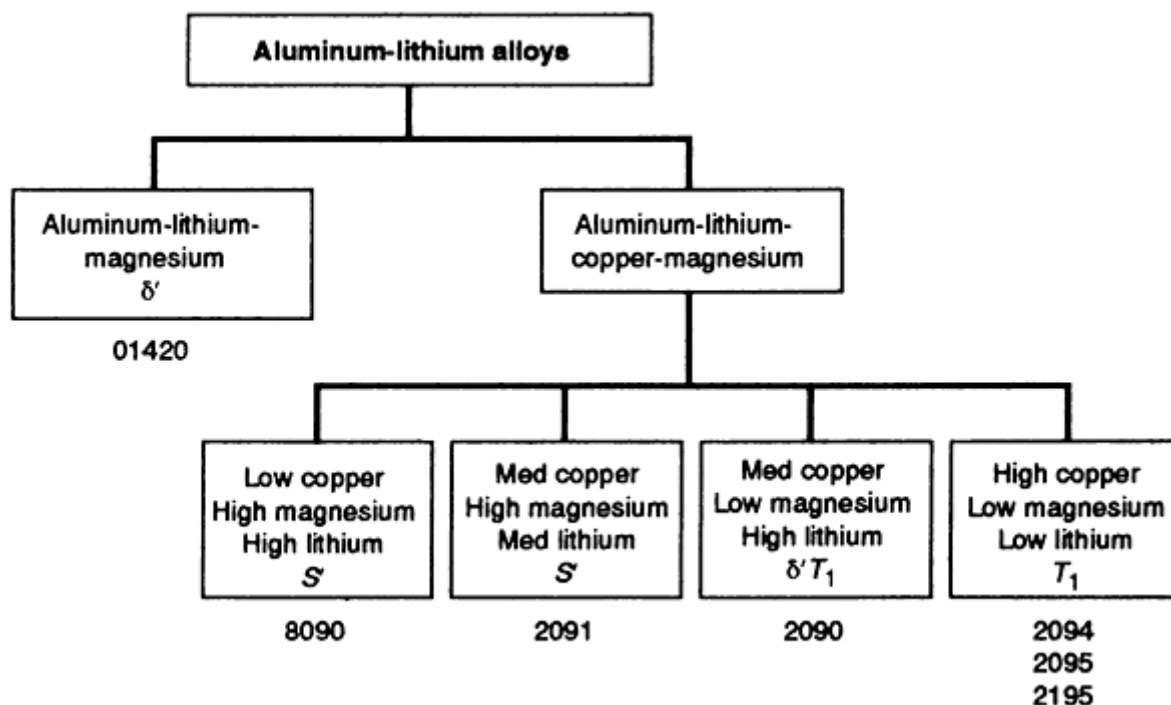 Aluminum-lithium alloys
Aluminum-lithium-
magnesium
δ′
01420
Aluminum-lithium-
copper-magnesium
Low copper
High magnesium
High lithium
S′
8090
Med copper
High magnesium
Med lithium
S′
2091
Med copper
Low magnesium
High lithium
δ′T₁
2090
High copper
Low magnesium
Low lithium
T₁
2094
2095
2195